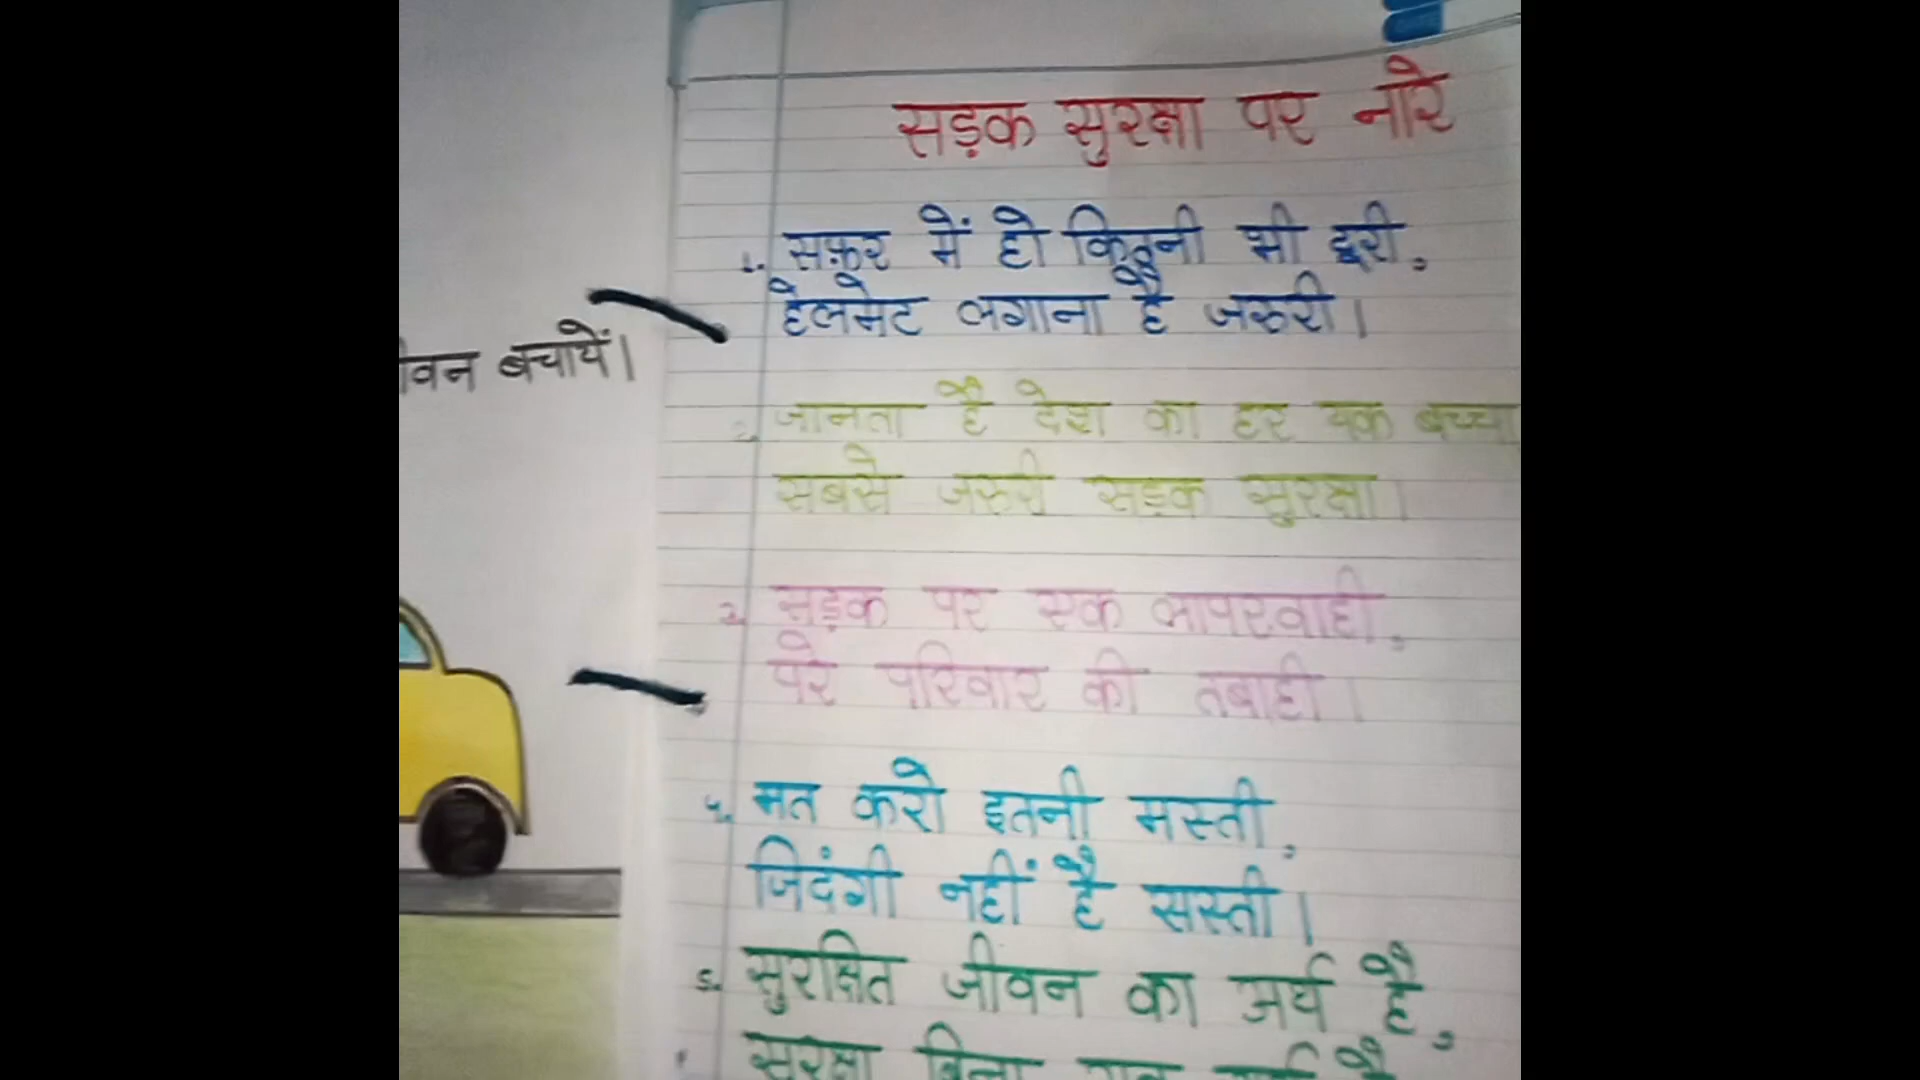 वन बचायें।
सड़क सुरक्षा पर नारे
1. सफ़र में हो कितनी भी दूरी,
हेलमेट लगाना है जरुरी।
2. जानता है देश का हर एक बच्चा
सबसे जरुरी सड़क सुरक्षा।
3. सड़क पर एक लापरवाही,
पूरे परिवार की तबाही।
4. मत करो इतनी मस्ती,
जिदंगी नहीं है सस्ती।
5. सुरक्षित जीवन का अर्थ है,
सुरक्षा बिना